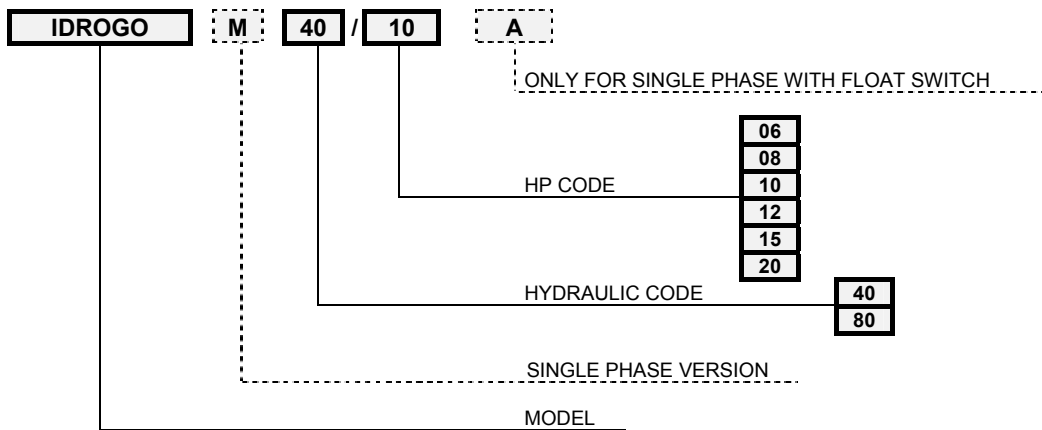 IDROGO M 40 / 10 A
ONLY FOR SINGLE PHASE WITH FLOAT SWITCH
06
08
HP CODE 10
12
15
20
HYDRAULIC CODE 40
80
SINGLE PHASE VERSION
MODEL